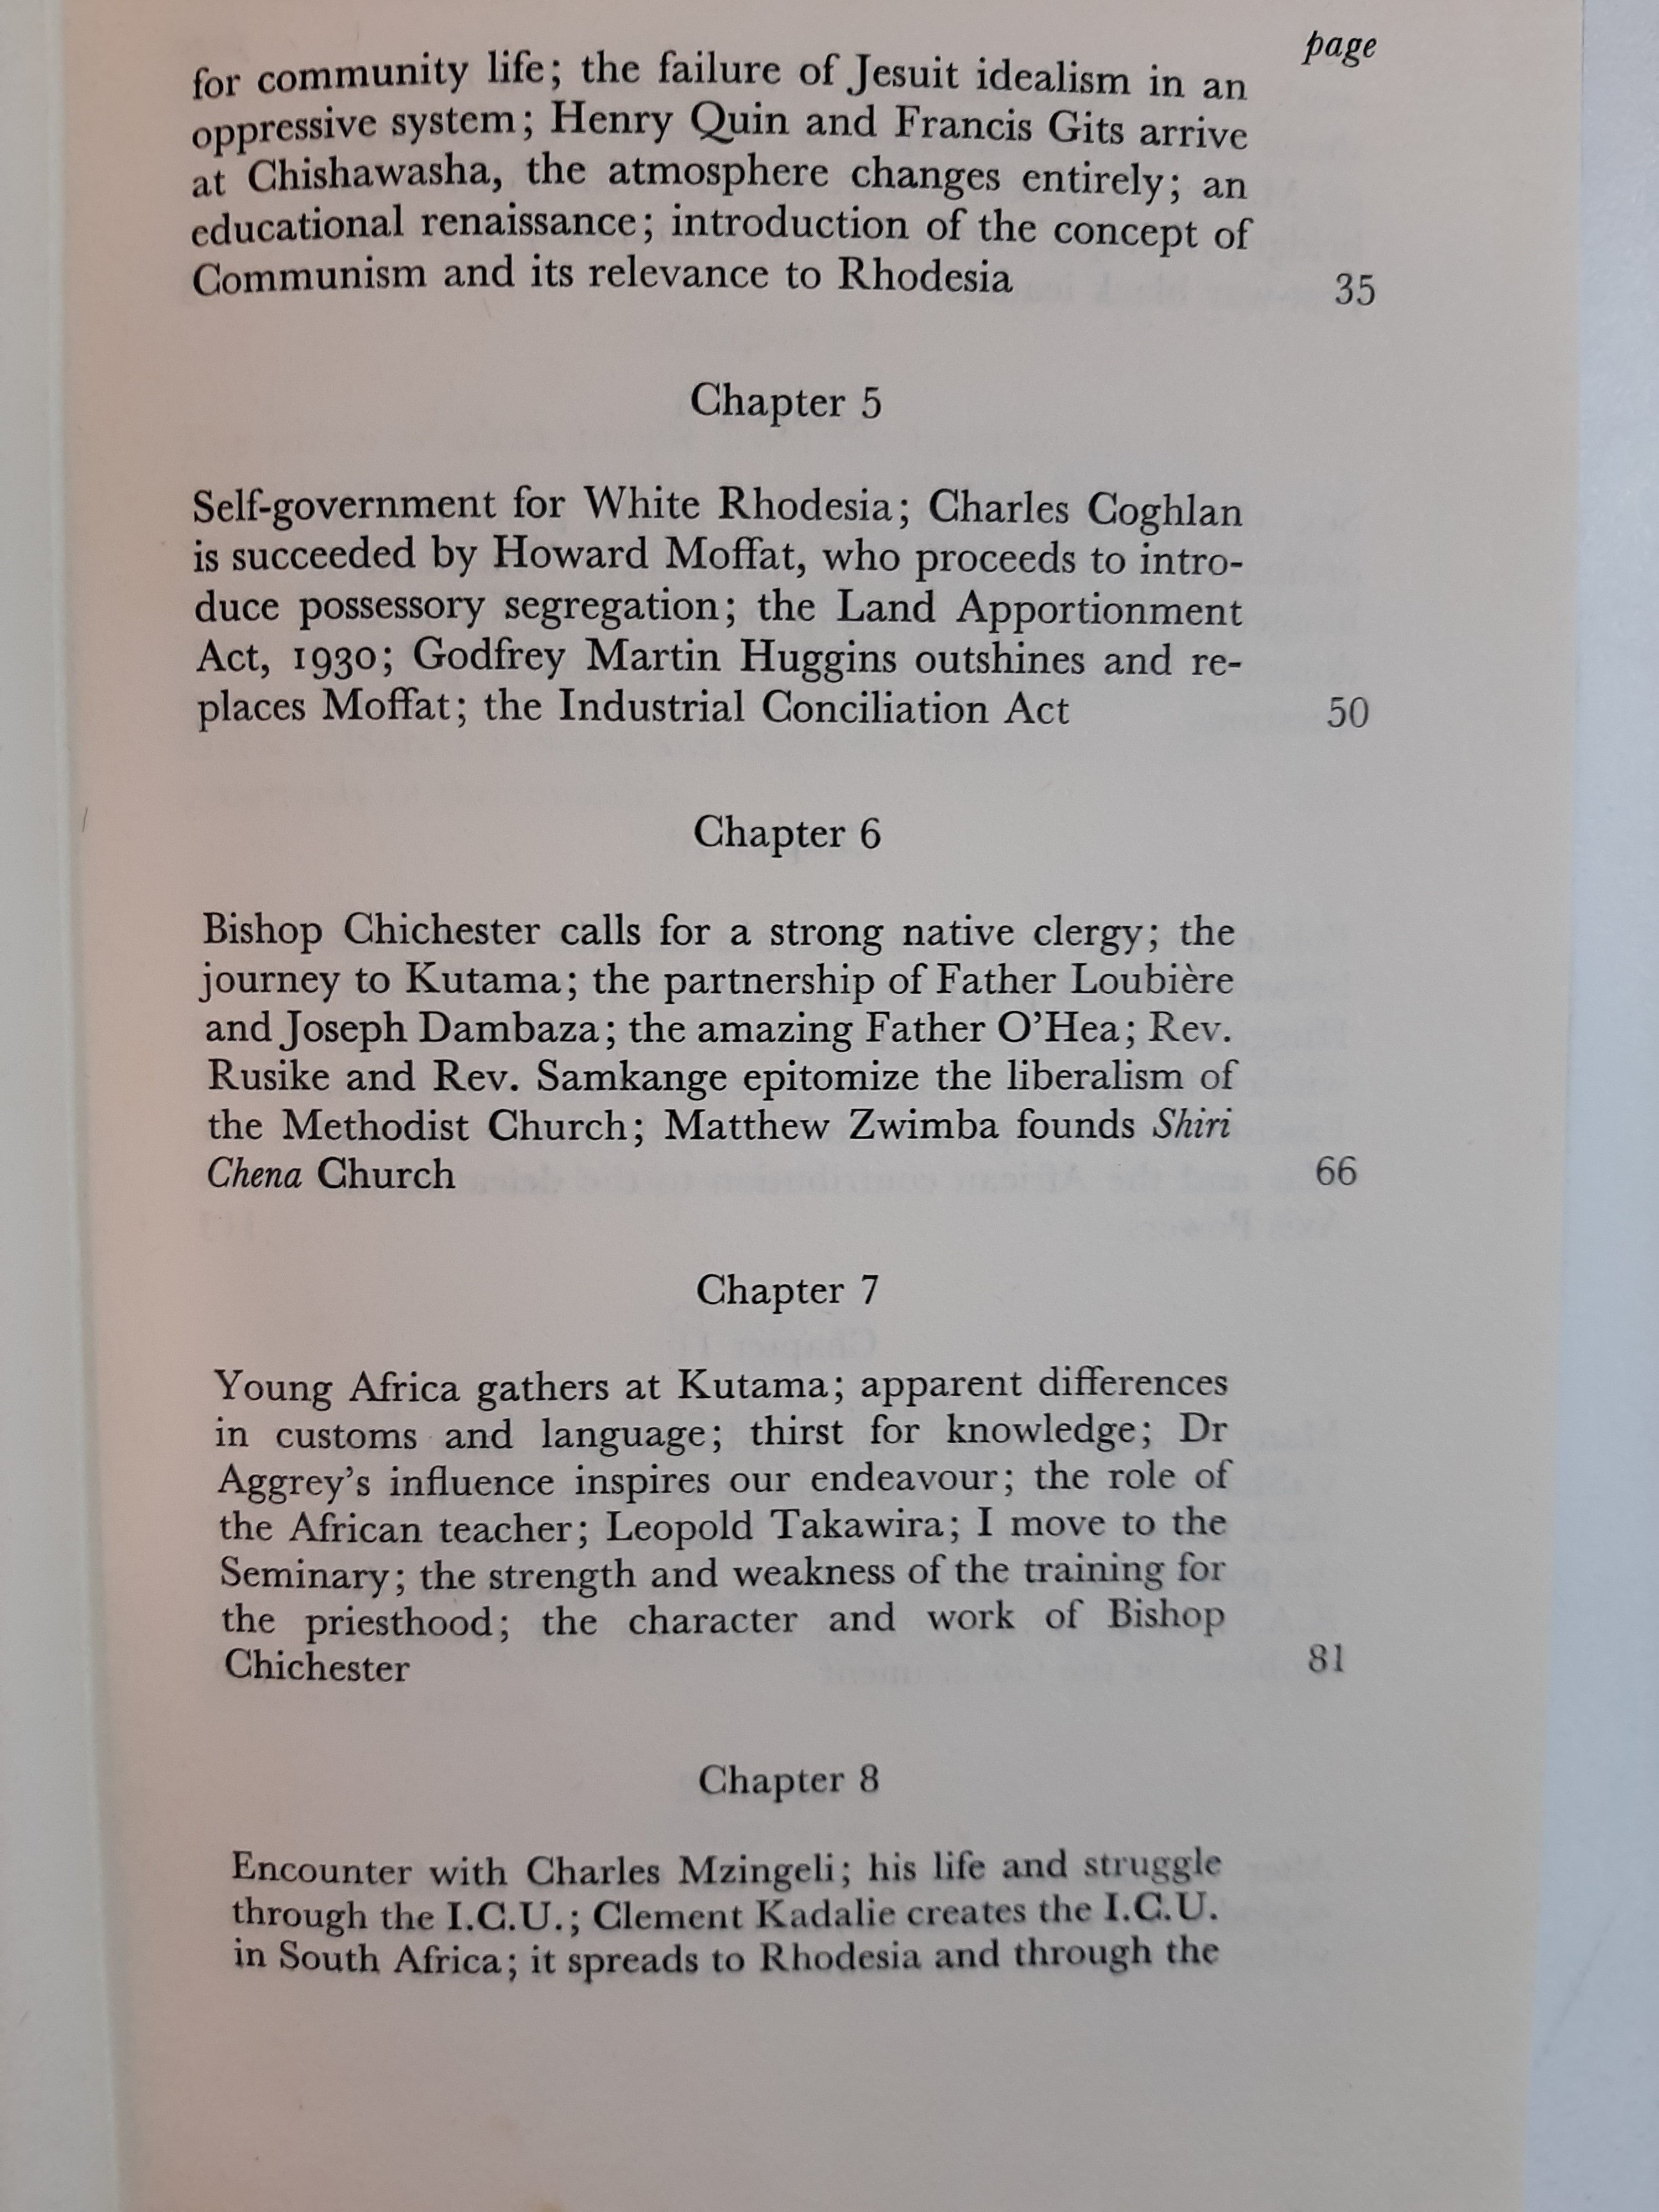 page
for community life; the failure of Jesuit idealism in an
oppressive system; Henry Quin and Francis Gits arrive
at Chishawasha, the atmosphere changes entirely; an
educational renaissance; introduction of the concept of
Communism and its relevance to Rhodesia 35
Chapter 5
Self-government for White Rhodesia; Charles Coghlan
is succeeded by Howard Moffat, who proceeds to intro-
duce possessory segregation; the Land Apportionment
Act, 1930; Godfrey Martin Huggins outshines and re-
places Moffat; the Industrial Conciliation Act 50
Chapter 6
Bishop Chichester calls for a strong native clergy; the
journey to Kutama; the partnership of Father Loubière
and Joseph Dambaza; the amazing Father O'Hea; Rev.
Rusike and Rev. Samkange epitomize the liberalism of
the Methodist Church; Matthew Zwimba founds Shiri
Chena Church 66
Chapter 7
Young Africa gathers at Kutama; apparent differences
in customs and language; thirst for knowledge; Dr
Aggrey's influence inspires our endeavour; the role of
the African teacher; Leopold Takawira; I move to the
Seminary; the strength and weakness of the training for
the priesthood; the character and work of Bishop
Chichester 81
Chapter 8
Encounter with Charles Mzingeli; his life and struggle
through the I.C.U.; Clement Kadalie creates the I.C.U.
in South Africa; it spreads to Rhodesia and through the